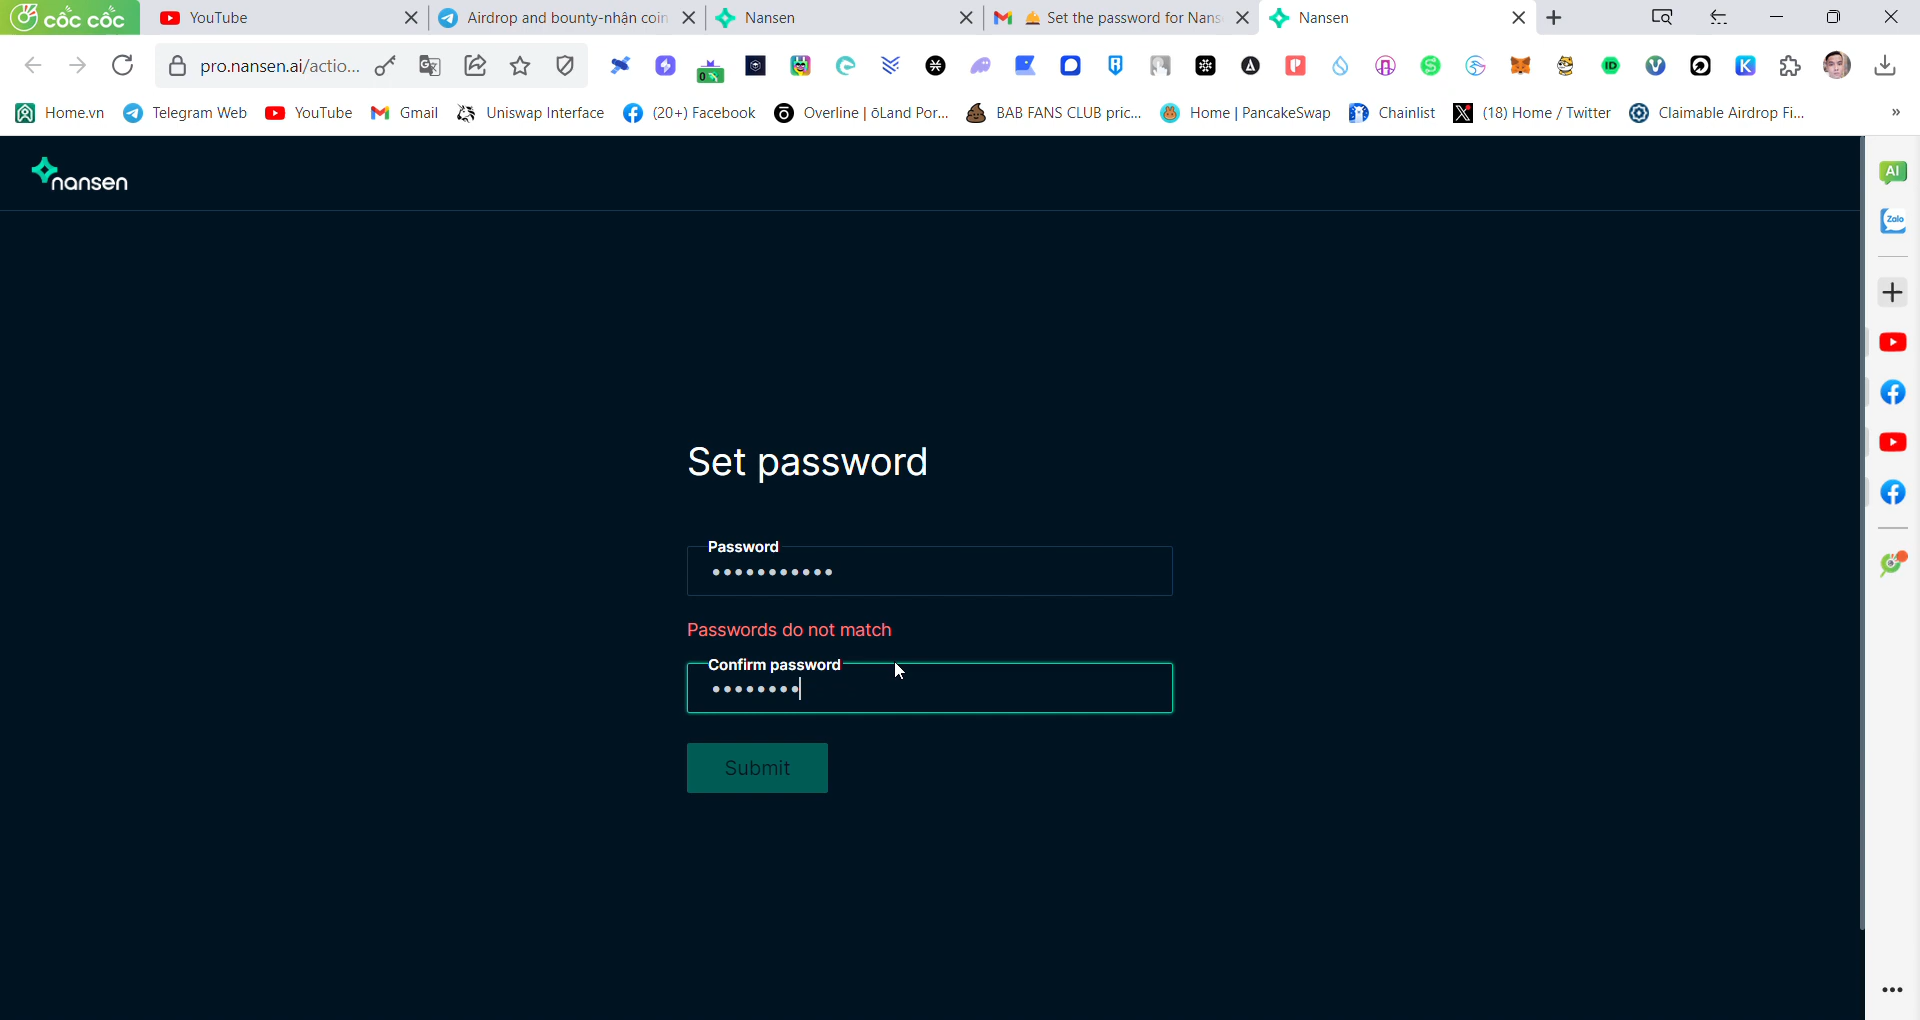 cốc cốc
YouTube
Airdrop and bounty-nhận coin
Nansen
Set the password for Nans
Nansen
pro.nansen.ai/actio...
0
ID
Home.vn
Telegram Web
YouTube
Gmail
Uniswap Interface
(20+) Facebook
Overline | ōLand Por...
BAB FANS CLUB pric...
Home | PancakeSwap
Chainlist
(18) Home / Twitter
Claimable Airdrop Fi...
nansen
AI
Zalo
Set password
Password
Passwords do not match
Confirm password
Submit